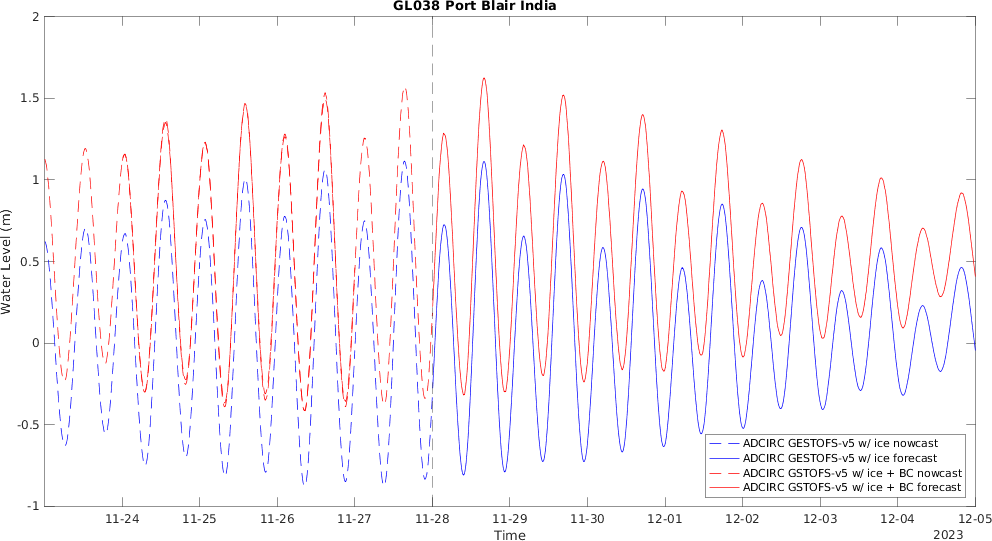 GL038 Port Blair India
2
1.5
1
0.5
0
-0.5
-1
Water Level (m)
11-24
11-25
11-26
11-27
11-28
11-29
11-30
12-01
12-02
12-03
12-04
12-05
Time
2023
ADCIRC GESTOFS-v5 w/ ice nowcast
ADCIRC GESTOFS-v5 w/ ice forecast
ADCIRC GSTOFS-v5 w/ ice + BC nowcast
ADCIRC GSTOFS-v5 w/ ice + BC forecast